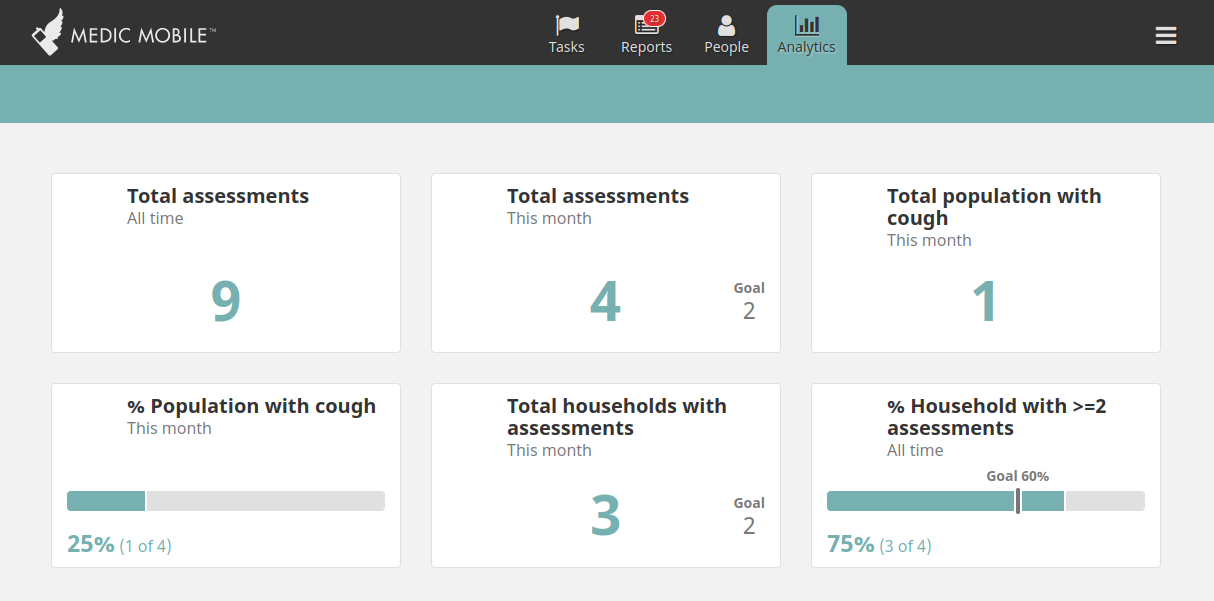 MEDIC MOBILE™
Tasks
23
Reports
People
Analytics
Total assessments
All time
9
Total assessments
This month
4
Goal
2
Total population with
cough
This month
1
% Population with cough
This month
25% (1 of 4)
Total households with
assessments
This month
3
Goal
2
% Household with >=2
assessments
All time
Goal 60%
75% (3 of 4)